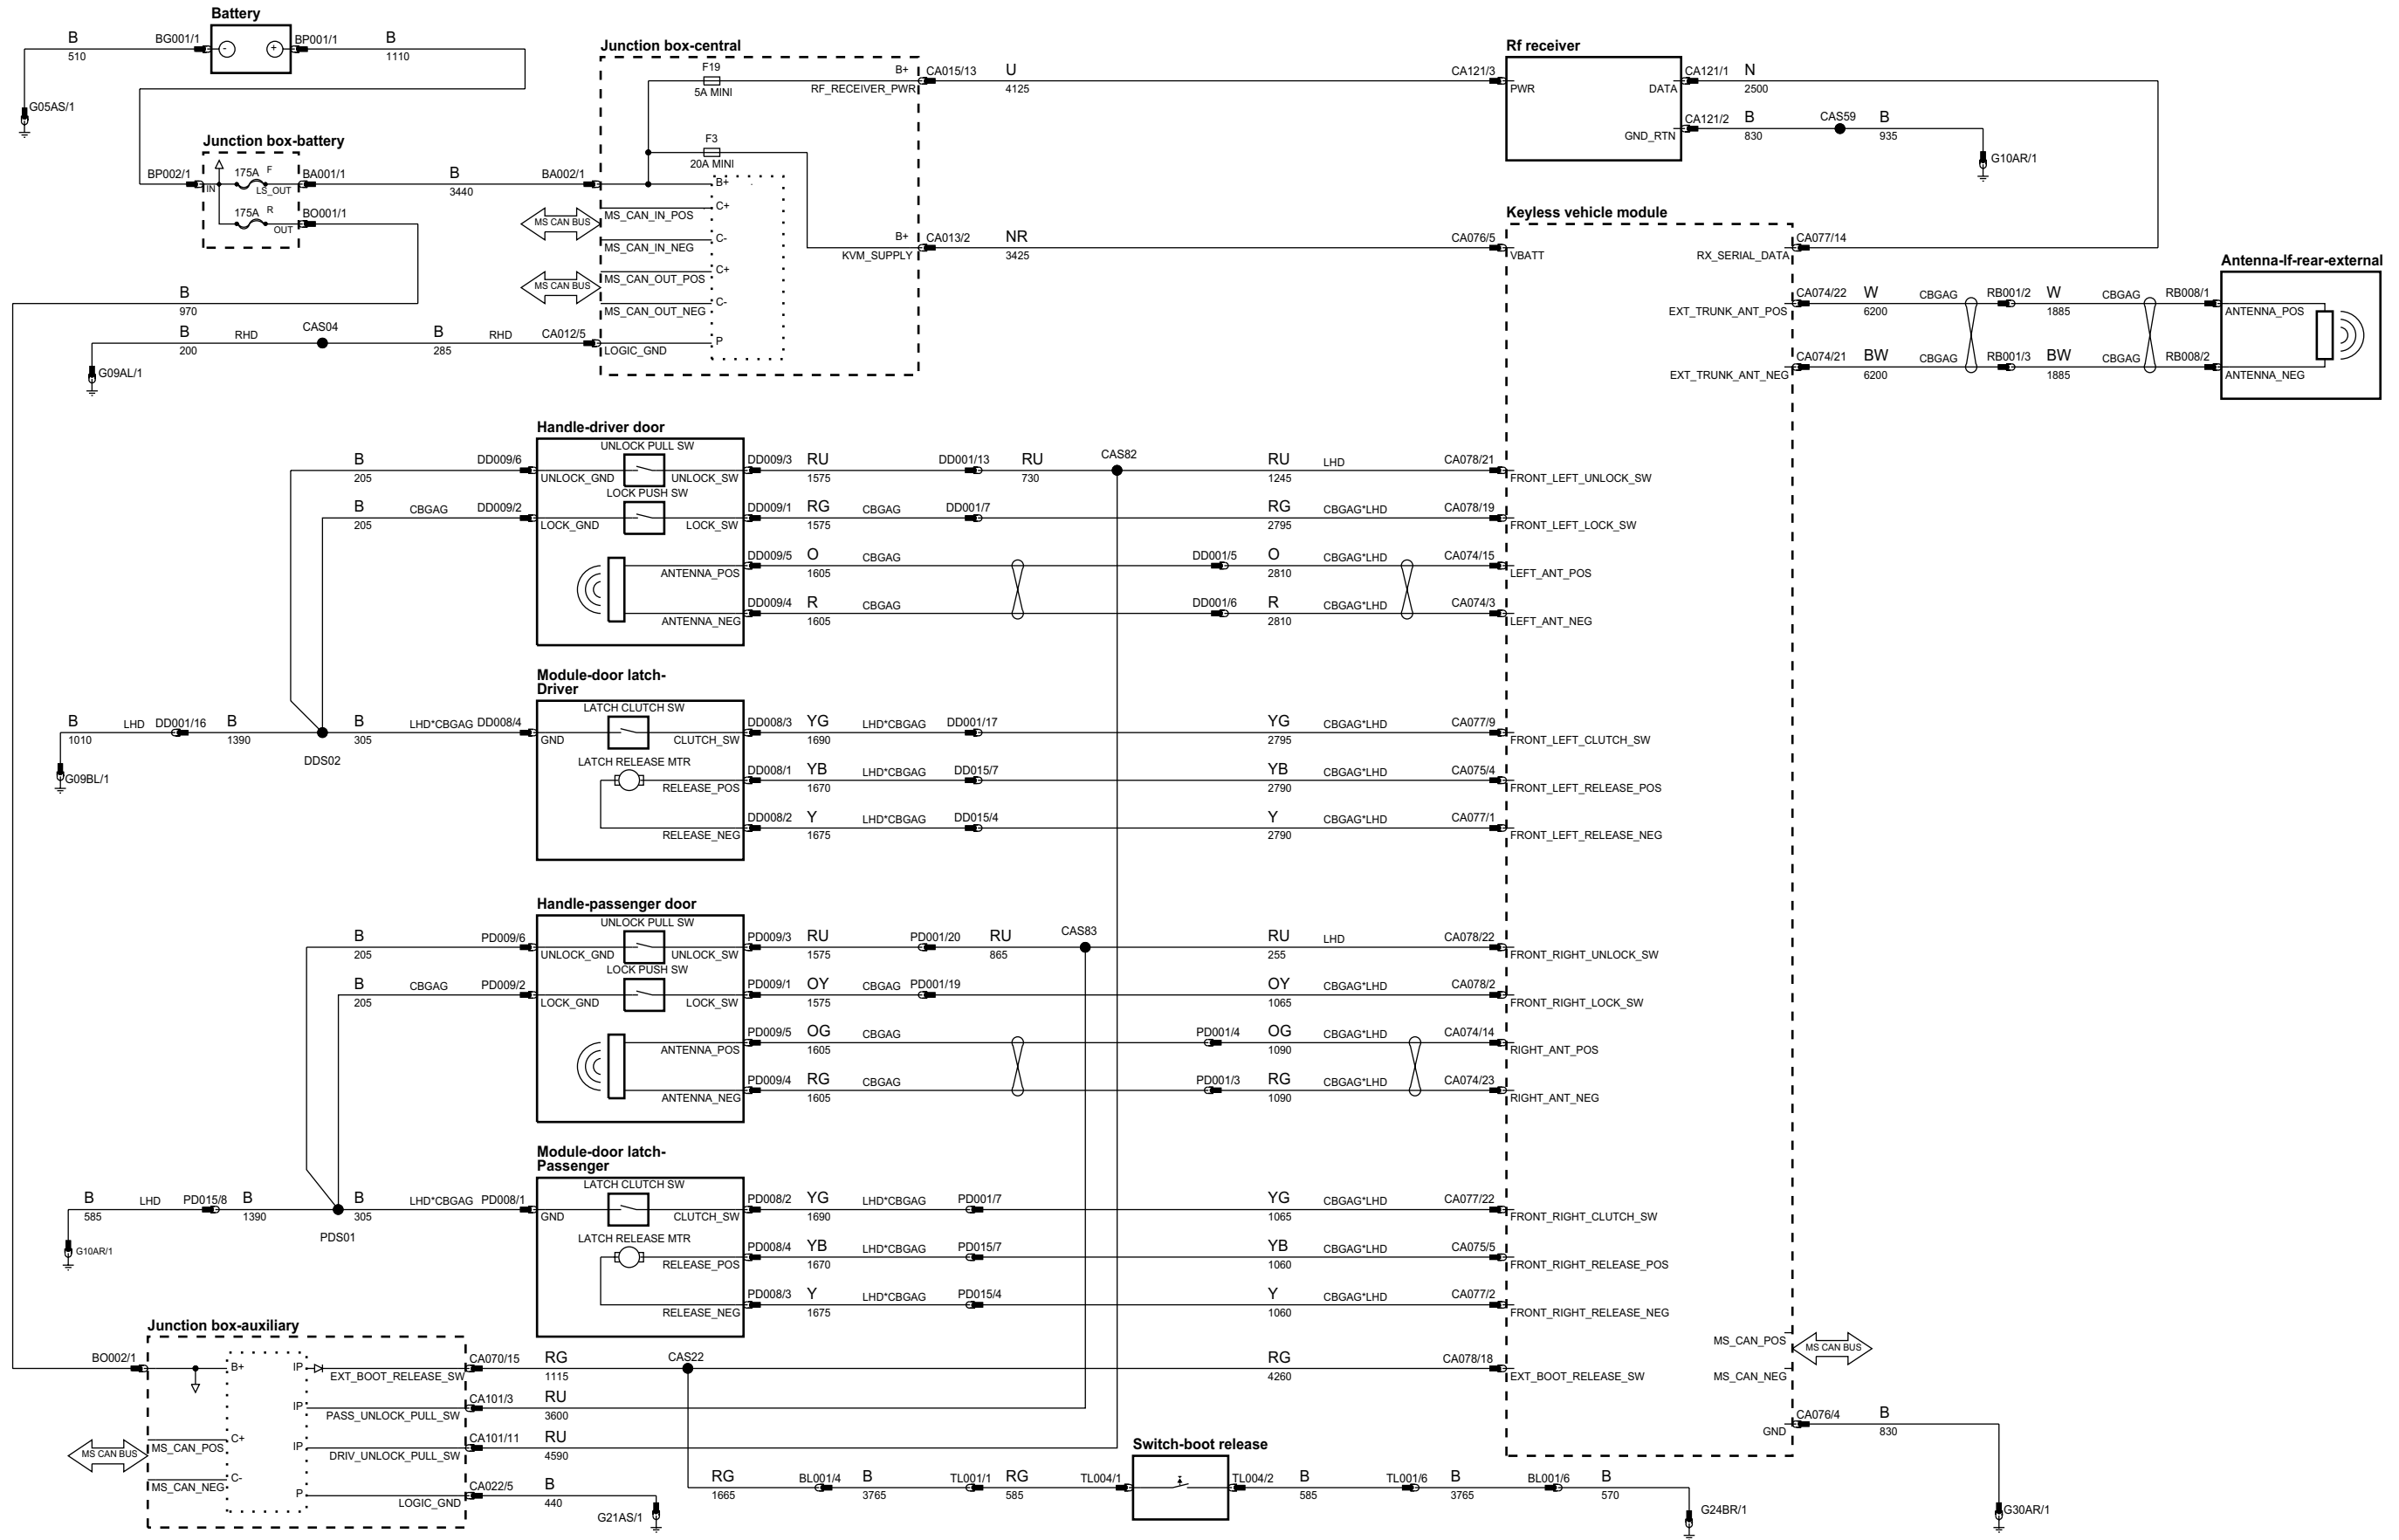 Battery
B
510
BG001/1
-
+
BP001/1
B
1110
G05AS/1
Junction box-battery
BP002/1
IN
175A
F
LS_OUT
BA001/1
175A
R
OUT
BO001/1
B
3440
BA002/1
B
970
B
200
RHD
CAS04
B
285
RHD
CA012/5
G09AL/1
Junction box-central
F19
5A MINI
B+
RF_RECEIVER_PWR
CA015/13
U
4125
CA121/3
F3
20A MINI
B+
C+
MS CAN BUS
MS_CAN_IN_POS
C-
MS_CAN_IN_NEG
C+
MS CAN BUS
MS_CAN_OUT_POS
C-
MS_CAN_OUT_NEG
P
LOGIC_GND
B+
KVM_SUPPLY
CA013/2
NR
3425
CA076/5
Rf receiver
PWR
DATA
GND_RTN
CA121/1
N
2500
CA121/2
B
830
CAS59
B
935
G10AR/1
Keyless vehicle module
VBATT
RX_SERIAL_DATA
CA077/14
EXT_TRUNK_ANT_POS
CA074/22
W
6200
CBGAG
RB001/2
W
1885
CBGAG
RB008/1
EXT_TRUNK_ANT_NEG
CA074/21
BW
6200
CBGAG
RB001/3
BW
1885
CBGAG
RB008/2
Antenna-lf-rear-external
ANTENNA_POS
ANTENNA_NEG
Handle-driver door
UNLOCK PULL SW
B
205
DD009/6
UNLOCK_GND
UNLOCK_SW
DD009/3
RU
1575
DD001/13
RU
730
CAS82
RU
1245
LHD
CA078/21
FRONT_LEFT_UNLOCK_SW
LOCK PUSH SW
B
205
CBGAG
DD009/2
LOCK_GND
LOCK_SW
DD009/1
RG
1575
CBGAG
DD001/7
RG
2795
CBGAG*LHD
CA078/19
FRONT_LEFT_LOCK_SW
ANTENNA_POS
DD009/5
O
1605
CBGAG
DD001/5
O
2810
CBGAG*LHD
CA074/15
LEFT_ANT_POS
ANTENNA_NEG
DD009/4
R
1605
CBGAG
DD001/6
R
2810
CBGAG*LHD
CA074/3
LEFT_ANT_NEG
Module-door latch-
Driver
LATCH CLUTCH SW
B
1010
LHD
DD001/16
B
1390
DDS02
B
305
LHD*CBGAG
DD008/4
G09BL/1
GND
CLUTCH_SW
DD008/3
YG
1690
LHD*CBGAG
DD001/17
YG
2795
CBGAG*LHD
CA077/9
FRONT_LEFT_CLUTCH_SW
LATCH RELEASE MTR
RELEASE_POS
DD008/1
YB
1670
LHD*CBGAG
DD015/7
YB
2790
CBGAG*LHD
CA075/4
FRONT_LEFT_RELEASE_POS
RELEASE_NEG
DD008/2
Y
1675
LHD*CBGAG
DD015/4
Y
2790
CBGAG*LHD
CA077/1
FRONT_LEFT_RELEASE_NEG
Handle-passenger door
UNLOCK PULL SW
B
205
PD009/6
UNLOCK_GND
UNLOCK_SW
PD009/3
RU
1575
PD001/20
RU
865
CAS83
RU
255
LHD
CA078/22
FRONT_RIGHT_UNLOCK_SW
LOCK PUSH SW
B
205
CBGAG
PD009/2
LOCK_GND
LOCK_SW
PD009/1
OY
1575
CBGAG
PD001/19
OY
1065
CBGAG*LHD
CA078/2
FRONT_RIGHT_LOCK_SW
ANTENNA_POS
PD009/5
OG
1605
CBGAG
PD001/4
OG
1090
CBGAG*LHD
CA074/14
RIGHT_ANT_POS
ANTENNA_NEG
PD009/4
RG
1605
CBGAG
PD001/3
RG
1090
CBGAG*LHD
CA074/23
RIGHT_ANT_NEG
Module-door latch-
Passenger
LATCH CLUTCH SW
B
585
LHD
PD015/8
B
1390
PDS01
B
305
LHD*CBGAG
PD008/1
G10AR/1
GND
CLUTCH_SW
PD008/2
YG
1690
LHD*CBGAG
PD001/7
YG
1065
CBGAG*LHD
CA077/22
FRONT_RIGHT_CLUTCH_SW
LATCH RELEASE MTR
RELEASE_POS
PD008/4
YB
1670
LHD*CBGAG
PD015/7
YB
1060
CBGAG*LHD
CA075/5
FRONT_RIGHT_RELEASE_POS
RELEASE_NEG
PD008/3
Y
1675
LHD*CBGAG
PD015/4
Y
1060
CBGAG*LHD
CA077/2
FRONT_RIGHT_RELEASE_NEG
MS_CAN_POS
MS CAN BUS
MS_CAN_NEG
Junction box-auxiliary
BO002/1
B+
IP
EXT_BOOT_RELEASE_SW
CA070/15
RG
1115
CAS22
RG
4260
CA078/18
EXT_BOOT_RELEASE_SW
IP
PASS_UNLOCK_PULL_SW
CA101/3
RU
3600
MS CAN BUS
MS_CAN_POS
C+
IP
DRIV_UNLOCK_PULL_SW
CA101/11
RU
4590
MS_CAN_NEG
C-
P
LOGIC_GND
CA022/5
B
440
G21AS/1
GND
CA076/4
B
830
G30AR/1
Switch-boot release
RG
1665
BL001/4
B
3765
TL001/1
RG
585
TL004/1
TL004/2
B
585
TL001/6
B
3765
BL001/6
B
570
G24BR/1